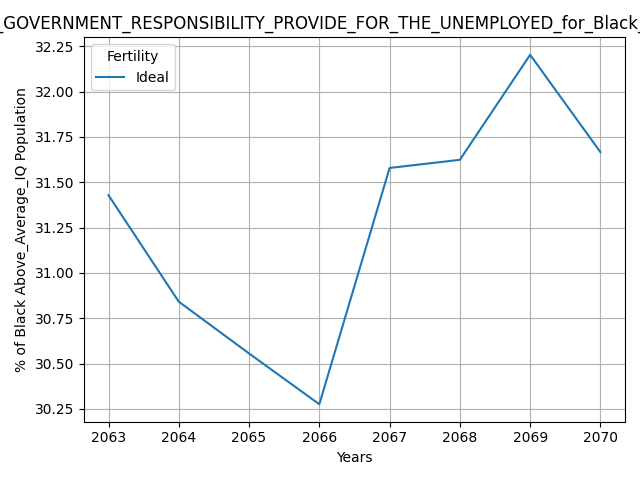 _GOVERNMENT_RESPONSIBILITY_PROVIDE_FOR_THE_UNEMPLOYED_for_Black_
Fertility
Ideal
% of Black Above_Average_IQ Population
32.25
32.00
31.75
31.50
31.25
31.00
30.75
30.50
30.25
2063 2064 2065 2066 2067 2068 2069 2070
Years